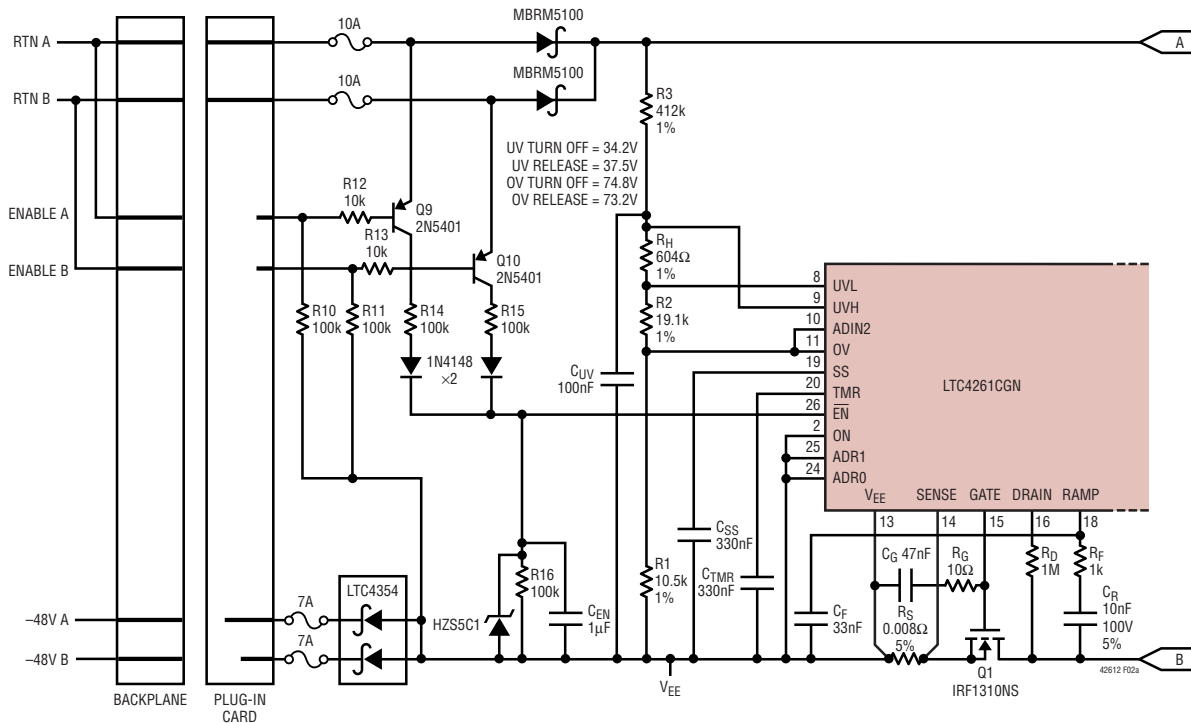 MBRM5100
10A
RTN A
A
MBRM5100
10A
RTN B
R3
412k
1%
UV TURN OFF = 34.2V
UV RELEASE = 37.5V
OV TURN OFF = 74.8V
OV RELEASE = 73.2V
R12
10k
Q9
2N5401
ENABLE A
R13
10k
Q10
2N5401
ENABLE B
RH
604Ω
1%
R10
100k
R11
100k
R14
100k
R15
100k
R2
19.1k
1%
1N4148
×2
CUV
100nF
8
UVL
9
UVH
10
ADIN2
11
OV
19
SS
20
TMR
26
EN
2
ON
25
ADR1
24
ADR0
LTC4261CGN
VEE
SENSE
GATE
DRAIN
RAMP
13
14
15
16
18
CSS
330nF
CG 47nF
RG
10Ω
RD
1M
RF
1k
R1
10.5k
1%
CTMR
330nF
CF
33nF
RS
0.008Ω
5%
CR
10nF
100V
5%
R16
100k
CEN
1µF
HZS5C1
LTC4354
–48V A
7A
–48V B
7A
VEE
Q1
IRF1310NS
42612 F02a
B
BACKPLANE
PLUG-IN
CARD